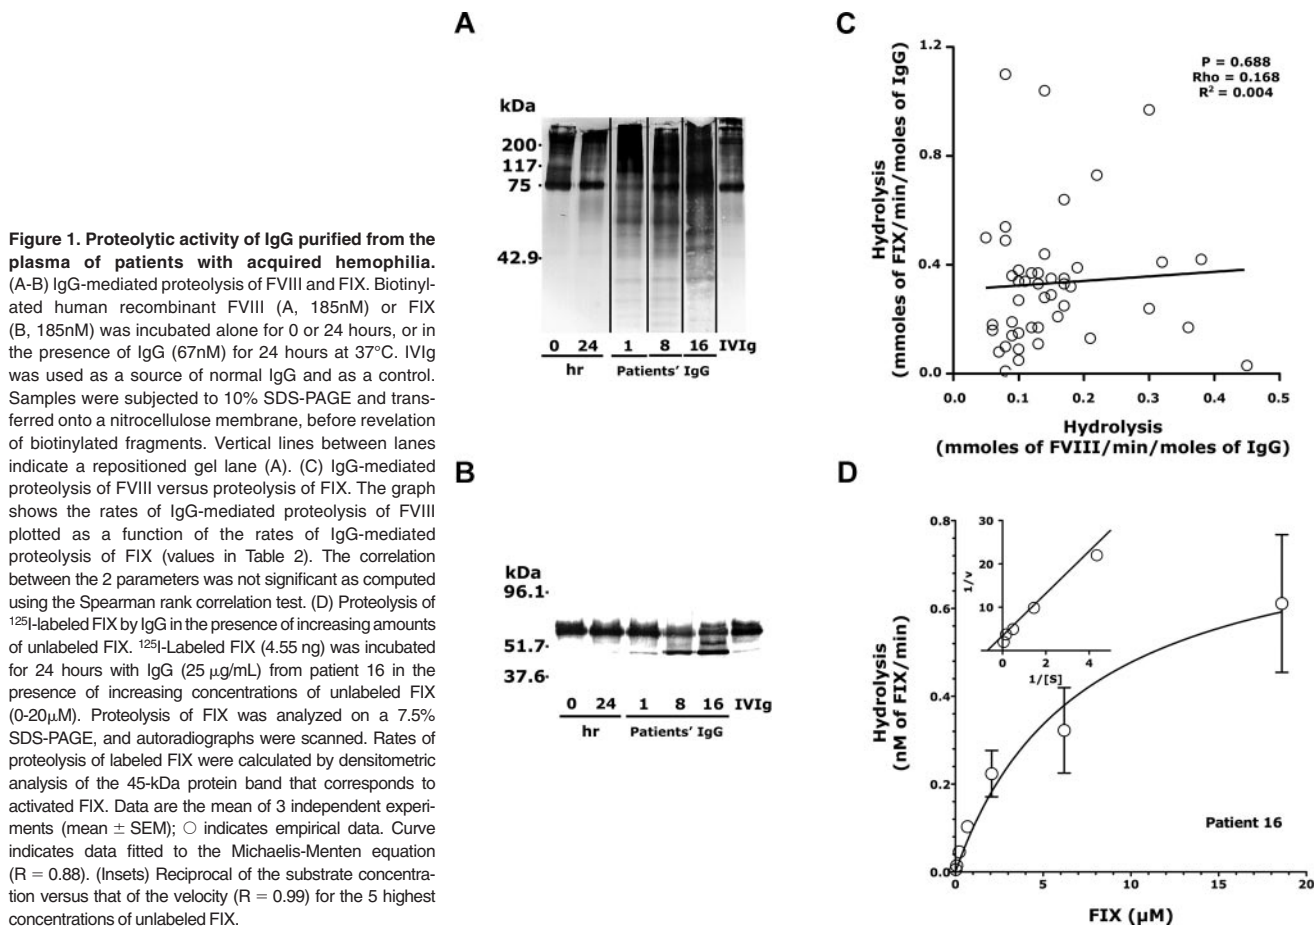 Figure 1. Proteolytic activity of IgG purified from the
plasma of patients with acquired hemophilia.
(A-B) IgG-mediated proteolysis of FVIII and FIX. Biotinyl-
ated human recombinant FVIII (A, 185nM) or FIX
(B, 185nM) was incubated alone for 0 or 24 hours, or in
the presence of IgG (67nM) for 24 hours at 37°C. IVIg
was used as a source of normal IgG and as a control.
Samples were subjected to 10% SDS-PAGE and trans-
ferred onto a nitrocellulose membrane, before revelation
of biotinylated fragments. Vertical lines between lanes
indicate a repositioned gel lane (A). (C) IgG-mediated
proteolysis of FVIII versus proteolysis of FIX. The graph
shows the rates of IgG-mediated proteolysis of FVIII
plotted as a function of the rates of IgG-mediated
proteolysis of FIX (values in Table 2). The correlation
between the 2 parameters was not significant as computed
using the Spearman rank correlation test. (D) Proteolysis of
¹²⁵I-labeled FIX by IgG in the presence of increasing amounts
of unlabeled FIX. ¹²⁵I-Labeled FIX (4.55 ng) was incubated
for 24 hours with IgG (25 μg/mL) from patient 16 in the
presence of increasing concentrations of unlabeled FIX
(0-20μM). Proteolysis of FIX was analyzed on a 7.5%
SDS-PAGE, and autoradiographs were scanned. Rates of
proteolysis of labeled FIX were calculated by densitometric
analysis of the 45-kDa protein band that corresponds to
activated FIX. Data are the mean of 3 independent experi-
ments (mean ± SEM); ○ indicates empirical data. Curve
indicates data fitted to the Michaelis-Menten equation
(R = 0.88). (Insets) Reciprocal of the substrate concentra-
tion versus that of the velocity (R = 0.99) for the 5 highest
concentrations of unlabeled FIX.
A
kDa
200
117
75
42.9
0 24 1 8 16 IVIg
hr Patients' IgG
B
kDa
96.1
51.7
37.6
0 24 1 8 16 IVIg
hr Patients' IgG
C
Hydrolysis
(mmoles of FIX/min/moles of IgG)
1.2
0.8
0.4
0.0
P = 0.688
Rho = 0.168
R² = 0.004
0.0 0.1 0.2 0.3 0.4 0.5
Hydrolysis
(mmoles of FVIII/min/moles of IgG)
D
Hydrolysis
(nM of FIX/min)
0.8
0.6
0.4
0.2
0.0
30
20
10
1/v
0 2 4
1/[S]
Patient 16
0 5 10 15 20
FIX (μM)